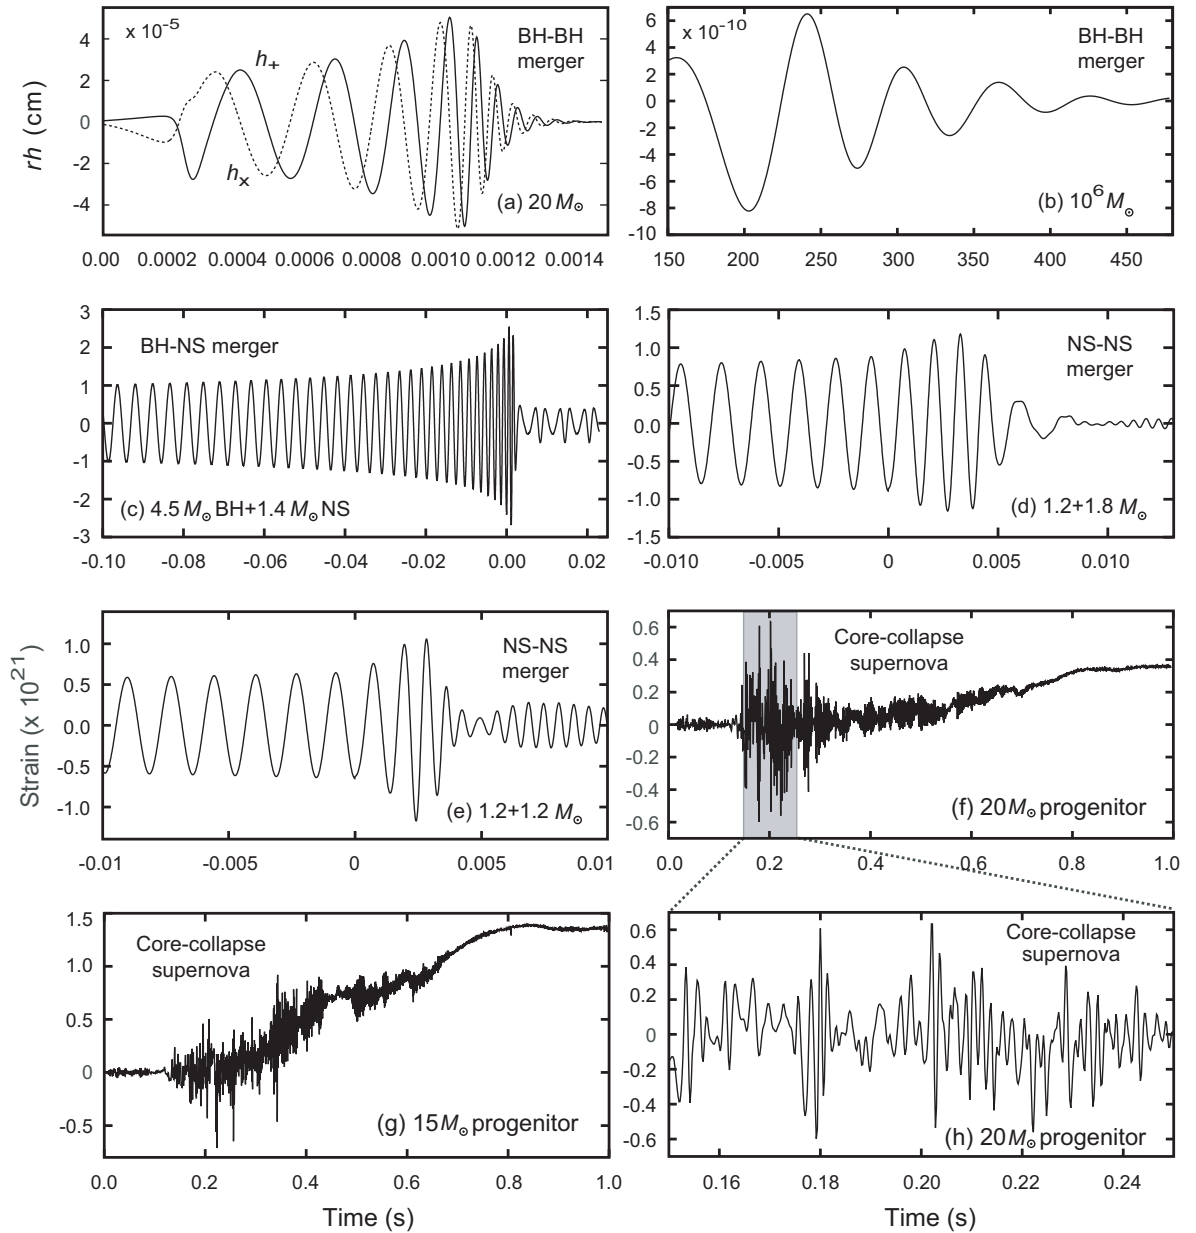 x 10-5
BH-BH
merger
4
2
0
-2
-4
h+
hx
(a) 20 M⊙
rh (cm)
0.00 0.0002 0.0004 0.0006 0.0008 0.0010 0.0012 0.0014
x 10-10
BH-BH
merger
6
4
2
0
-2
-4
-6
-8
-10
(b) 10⁶ M⊙
150 200 250 300 350 400 450
3
2
1
0
-1
-2
-3
BH-NS merger
(c) 4.5 M⊙ BH+1.4 M⊙ NS
-0.10 -0.08 -0.06 -0.04 -0.02 0.00 0.02
1.5
1.0
0.5
0.0
-0.5
-1.0
-1.5
NS-NS
merger
(d) 1.2+1.8 M⊙
-0.010 -0.005 0 0.005 0.010
Strain (x 10²¹)
1.0
0.5
0.0
-0.5
-1.0
NS-NS
merger
(e) 1.2+1.2 M⊙
-0.01 -0.005 0 0.005 0.01
0.6
0.4
0.2
0
-0.2
-0.4
-0.6
Core-collapse
supernova
(f) 20 M⊙ progenitor
0.0 0.2 0.4 0.6 0.8 1.0
1.5
1.0
0.5
0.0
-0.5
Core-collapse
supernova
(g) 15 M⊙ progenitor
0.0 0.2 0.4 0.6 0.8 1.0
Time (s)
0.6
0.4
0.2
0
-0.2
-0.4
-0.6
Core-collapse
supernova
(h) 20 M⊙ progenitor
0.16 0.18 0.20 0.22 0.24
Time (s)